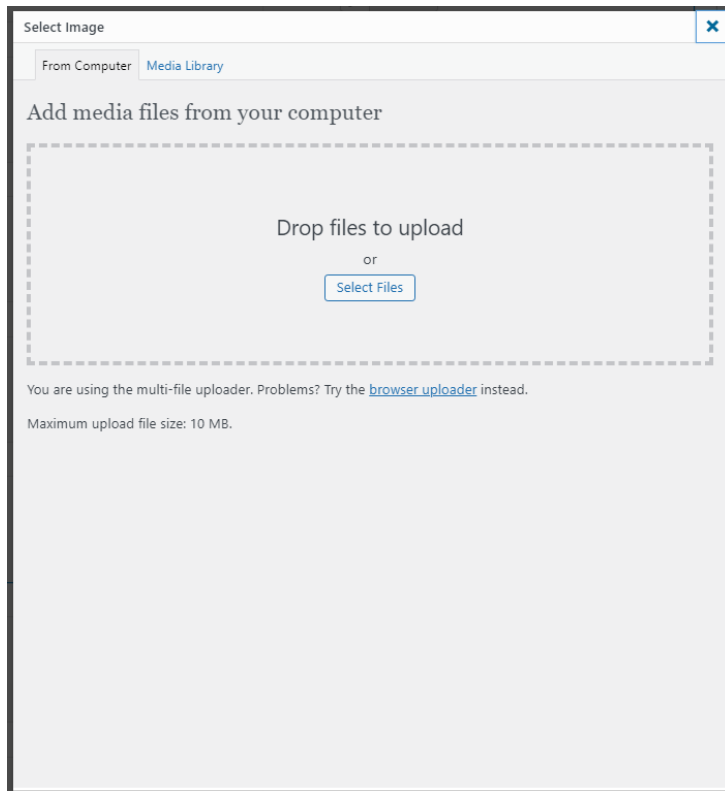 Select Image
From Computer
Media Library
Add media files from your computer
Drop files to upload
or
Select Files
You are using the multi-file uploader. Problems? Try the browser uploader instead.
Maximum upload file size: 10 MB.